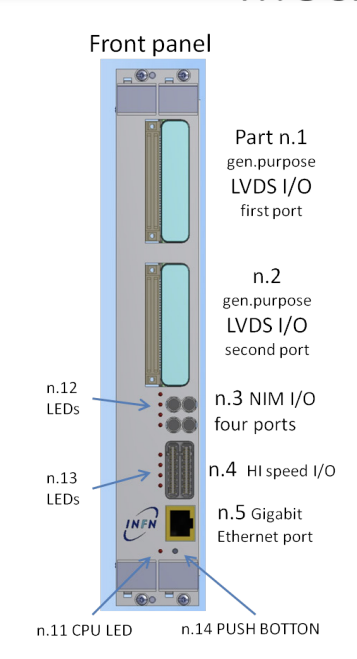 Front panel
Part n.1
gen.purpose
LVDS I/O
first port
n.2
gen.purpose
LVDS I/O
second port
n.12
LEDs
n.3 NIM I/O
four ports
n.13
LEDs
n.4 HI speed I/O
INFN
n.5 Gigabit
Ethernet port
n.11 CPU LED
n.14 PUSH BOTTON